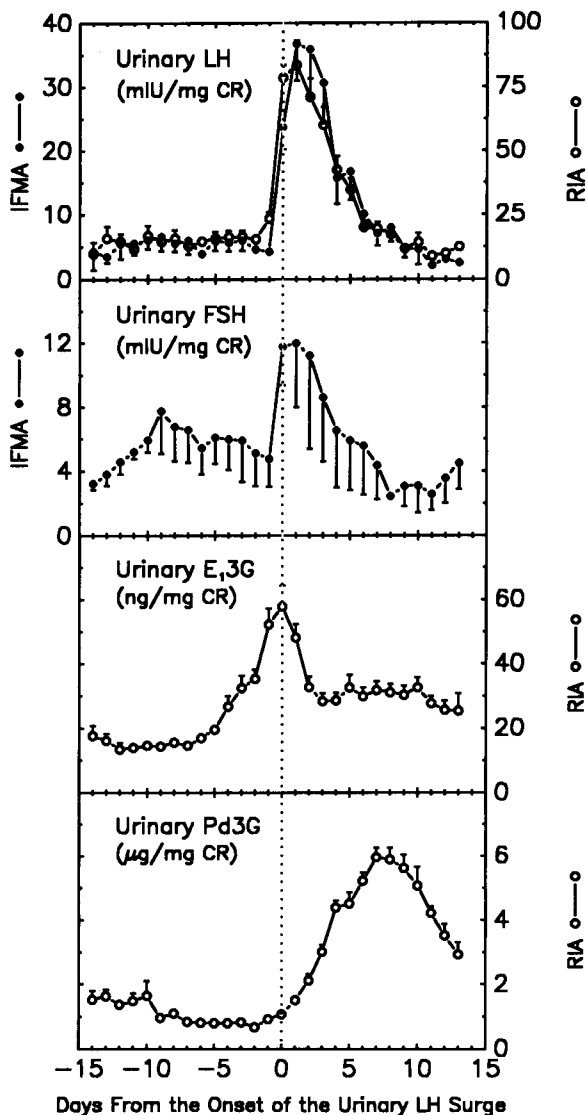 Urinary LH
(mIU/mg CR)
IFMA
40
30
20
10
0
100
75
50
25
0
RIA
Urinary FSH
(mIU/mg CR)
IFMA
12
8
4
0
Urinary E₁3G
(ng/mg CR)
60
40
20
0
RIA
Urinary Pd3G
(μg/mg CR)
6
4
2
0
RIA
−15 −10 −5 0 5 10 15
Days From the Onset of the Urinary LH Surge